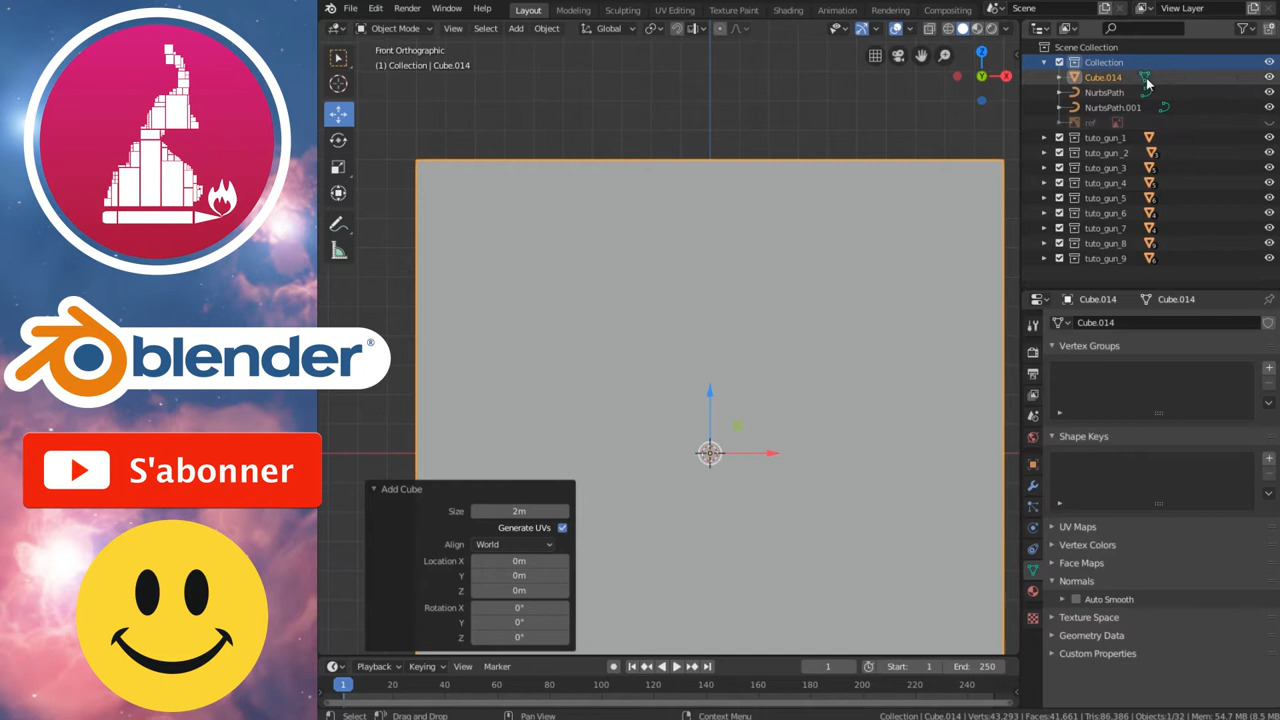 File Edit Render Window Help
Layout Modeling Sculpting UV Editing Texture Paint Shading Animation Rendering Compositing
Scene
View Layer
Object Mode View Select Add Object
Global
Front Orthographic
(1) Collection | Cube.014
Z
Y
X
Scene Collection
Collection
Cube.014
NurbsPath
NurbsPath.001
ref
tuto_gun_1
tuto_gun _2
tuto_gun_3
tuto_gun_4
tuto_gun_5
tuto_gun_6
tuto_gun_7
tuto_gun_8
tuto_gun_9
Cube.014 Cube.014
Cube.014
Vertex Groups
Shape Keys
UV Maps
Vertex Colors
Face Maps
Normals
Auto Smooth
Texture Space
Geometry Data
Custom Properties
blender®
S'abonner
Add Cube
Size 2m
Generate UVs
Align World
Location X 0m
Y 0m
Z 0m
Rotation X 0°
Y 0°
Z 0°
Playback Keying View Marker
1
Start: 1
End: 250
1 20 40 60 80 100 120 140 160 180 200 220 240
Select Drag and Drop Pan View Context Menu
Collection | Cube.014 | Verts:43,293 | Faces:41,661 | Tris:86,386 | Objects:1/32 | Mem: 54.7 MB (8.5 M